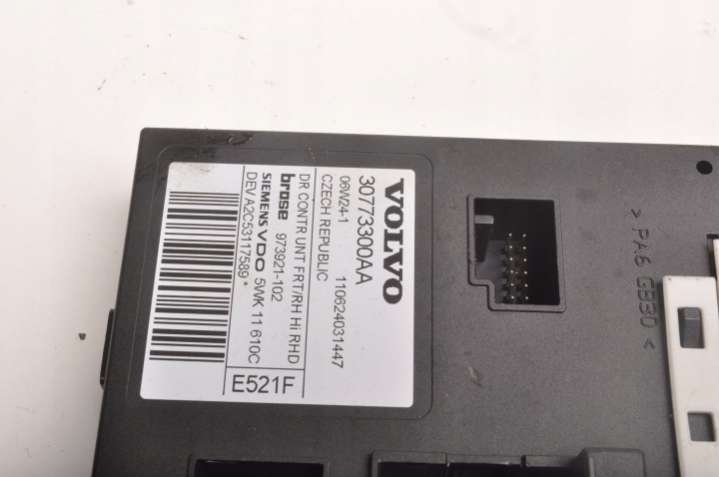 VOLVO
30773300AA
06W24-1 110624031447
CZECH REPUBLIC
DR CONTR UNT FRT/RH Hi RHD
brose 973921-102
SIEMENS VDO 5WK 11 610C
DEV A2C53117589*
E521F
> PA6 GB30 <